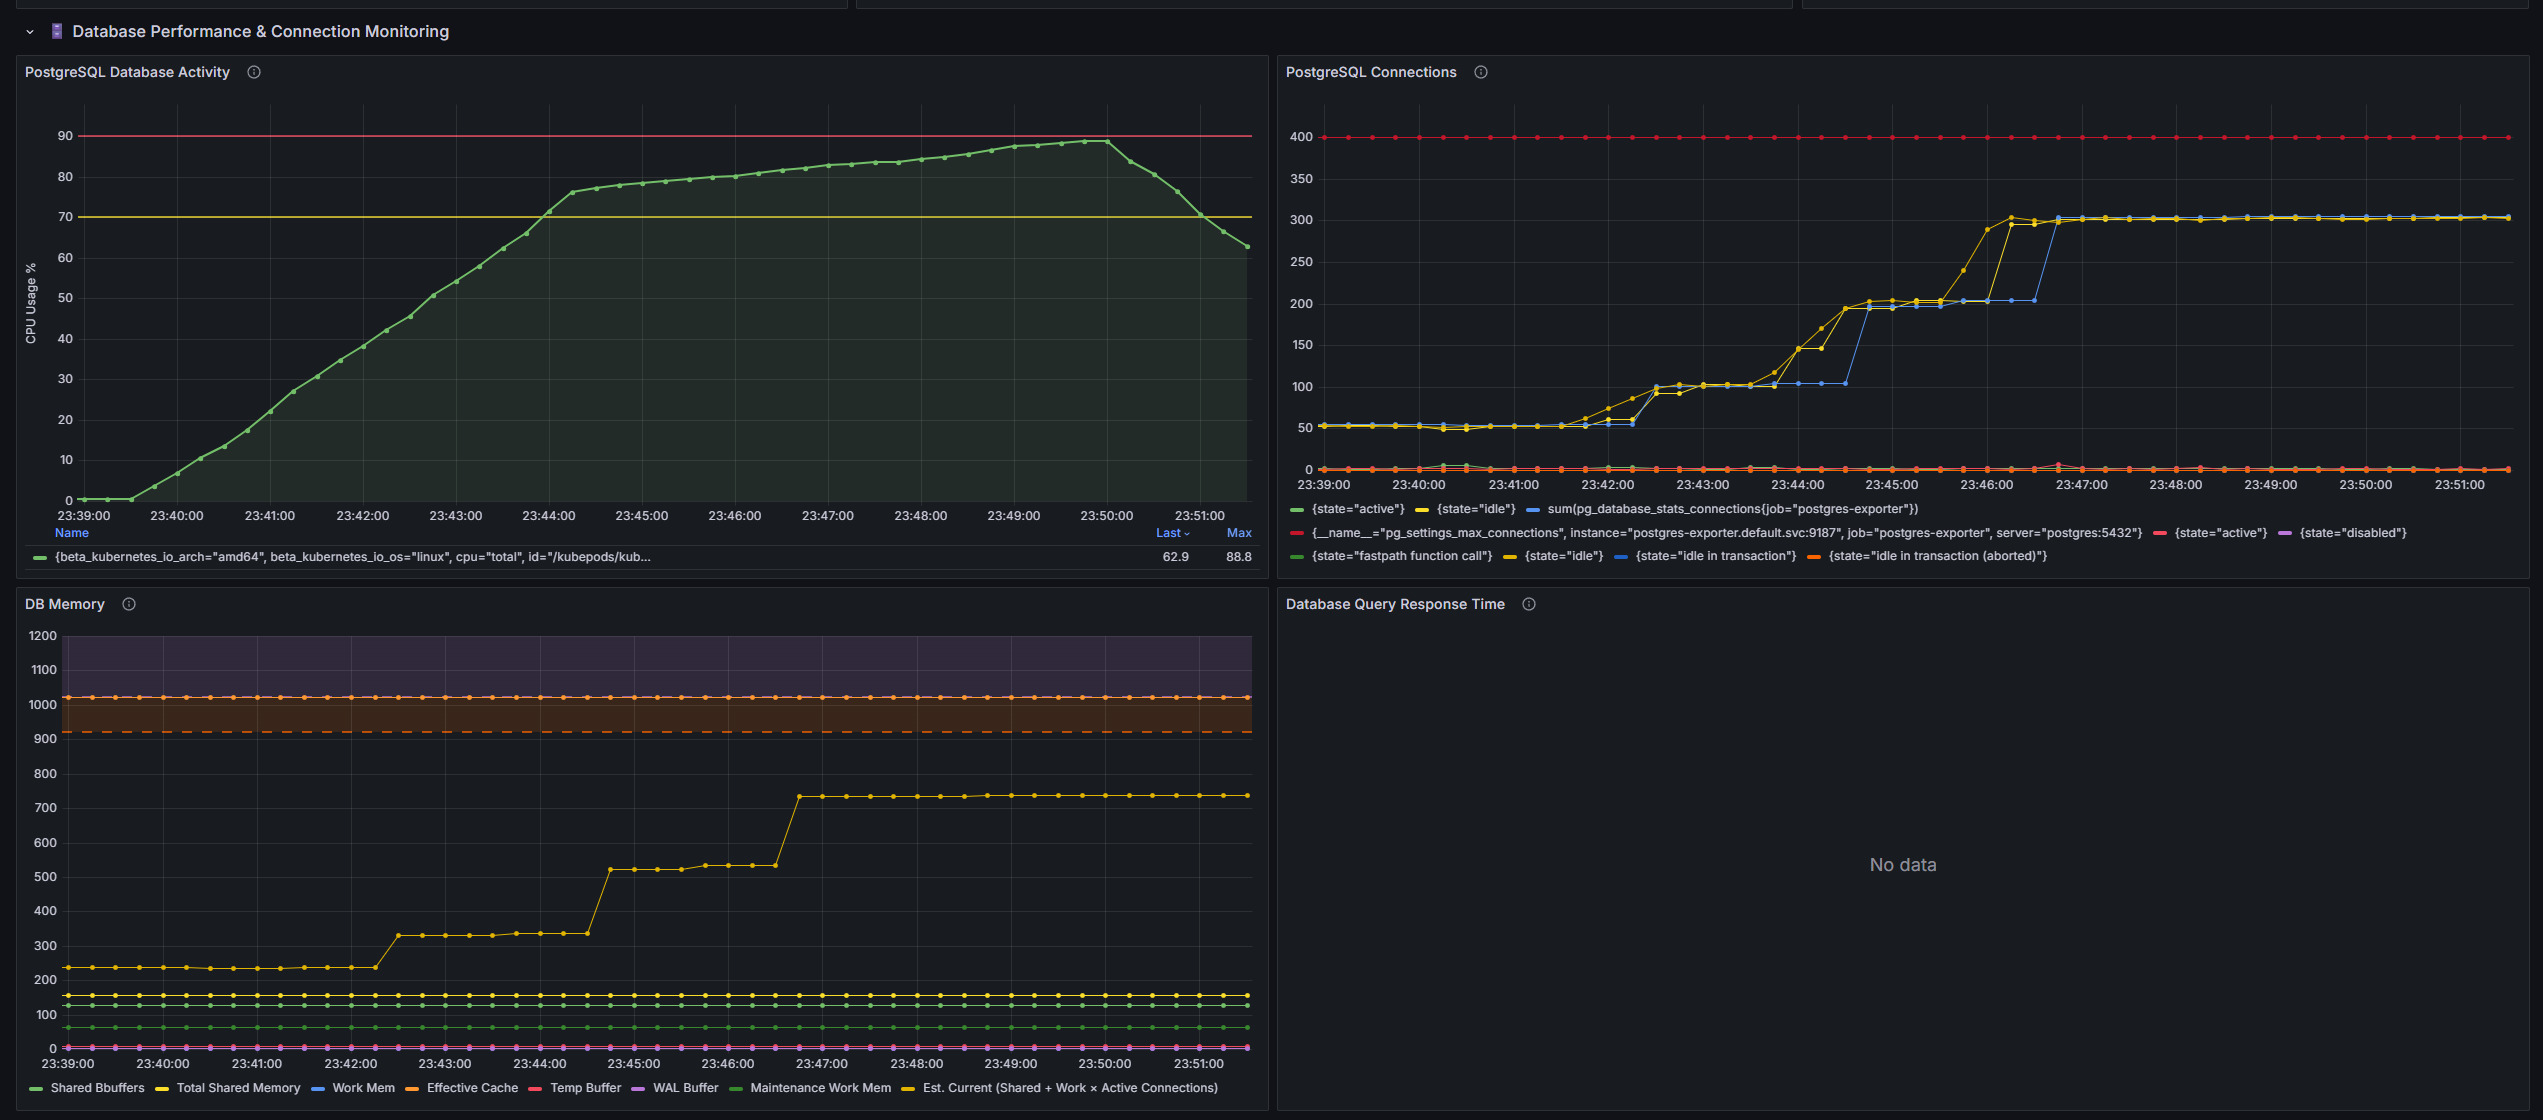 Database Performance & Connection Monitoring
PostgreSQL Database Activity
CPU Usage %
90
80
70
60
50
40
30
20
10
0
23:39:00 23:40:00 23:41:00 23:42:00 23:43:00 23:44:00 23:45:00 23:46:00 23:47:00 23:48:00 23:49:00 23:50:00 23:51:00
Name Last Max
{beta_kubernetes_io_arch="amd64", beta_kubernetes_io_os="linux", cpu="total", id="/kubepods/kub... 62.9 88.8
PostgreSQL Connections
400
350
300
250
200
150
100
50
0
23:39:00 23:40:00 23:41:00 23:42:00 23:43:00 23:44:00 23:45:00 23:46:00 23:47:00 23:48:00 23:49:00 23:50:00 23:51:00
{state="active"} {state="idle"} sum(pg_database_stats_connections{job="postgres-exporter"})
{__name__="pg_settings_max_connections", instance="postgres-exporter.default.svc:9187", job="postgres-exporter", server="postgres:5432"} {state="active"} {state="disabled"}
{state="fastpath function call"} {state="idle"} {state="idle in transaction"} {state="idle in transaction (aborted)"}
DB Memory
1200
1100
1000
900
800
700
600
500
400
300
200
100
0
23:39:00 23:40:00 23:41:00 23:42:00 23:43:00 23:44:00 23:45:00 23:46:00 23:47:00 23:48:00 23:49:00 23:50:00 23:51:00
Shared Bbuffers Total Shared Memory Work Mem Effective Cache Temp Buffer WAL Buffer Maintenance Work Mem Est. Current (Shared + Work × Active Connections)
Database Query Response Time
No data